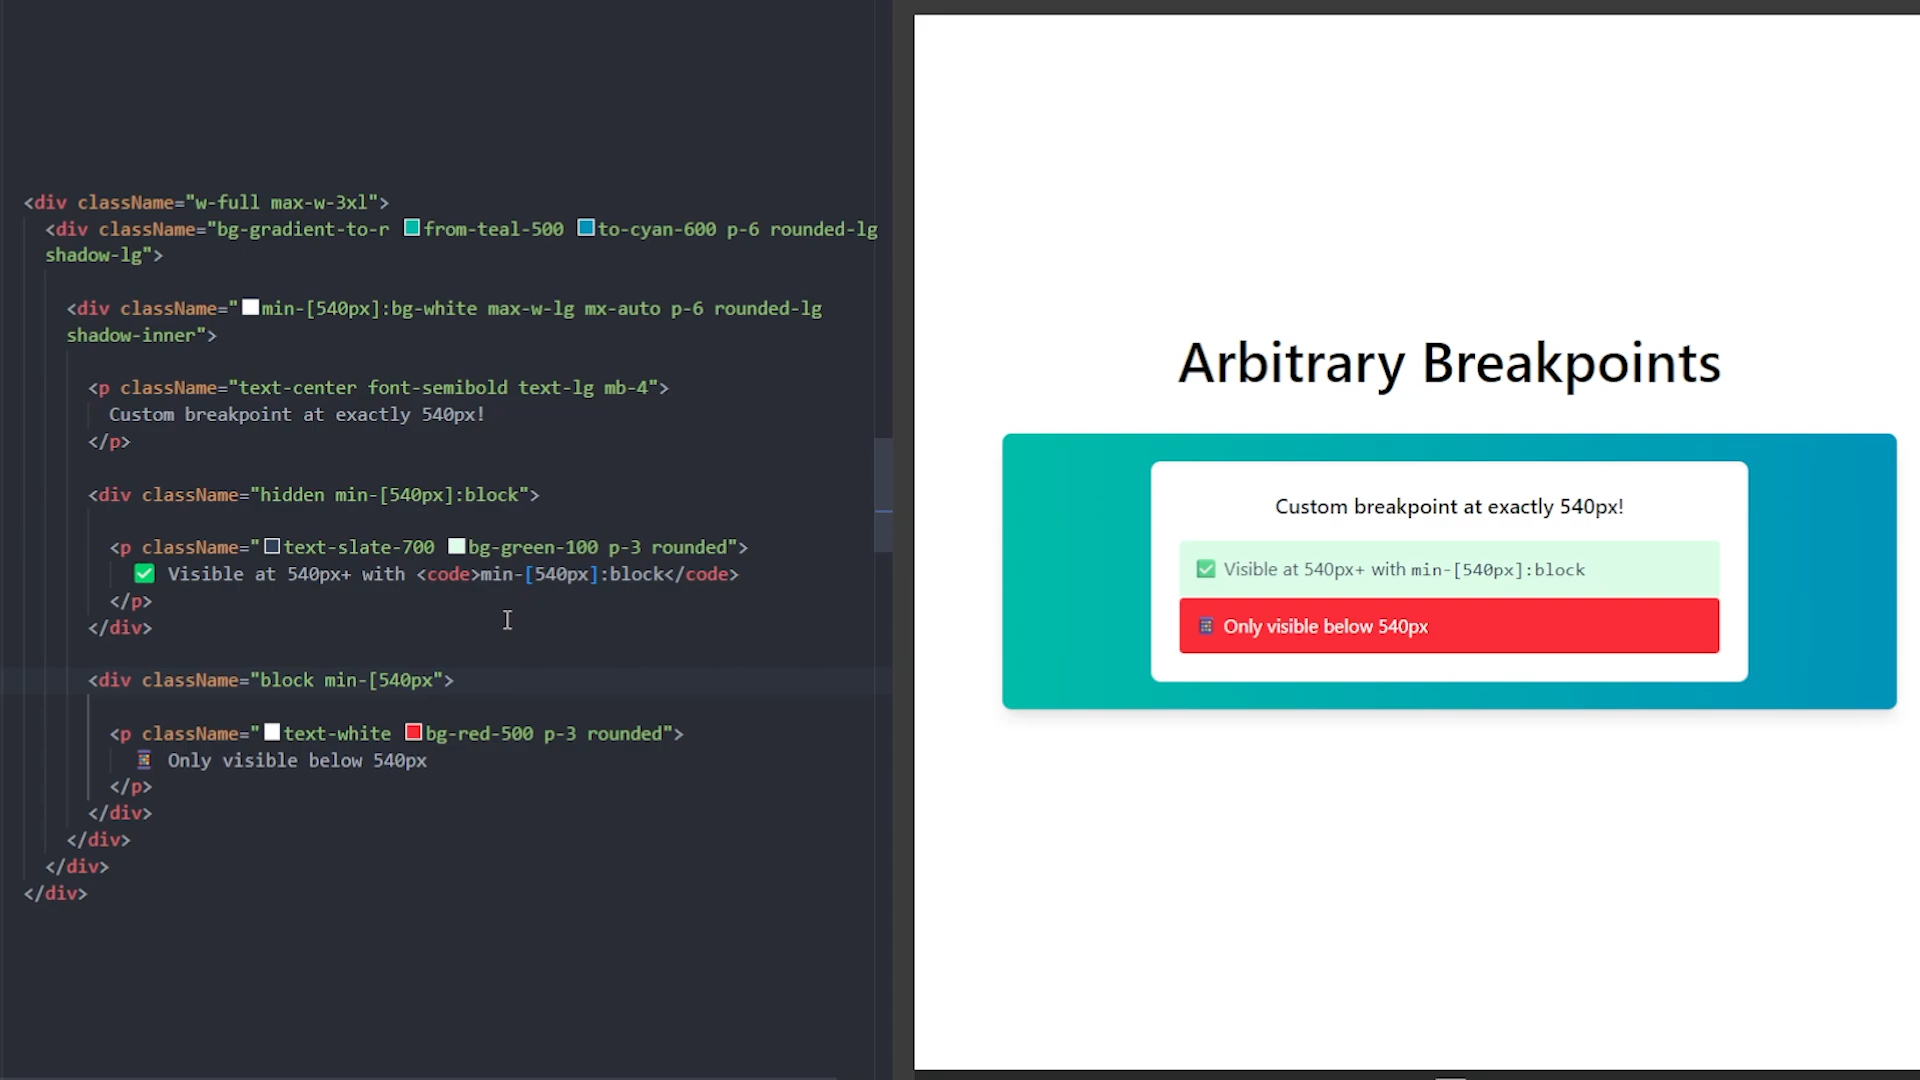 <div className="w-full max-w-3xl">
<div className="bg-gradient-to-r from-teal-500 to-cyan-600 p-6 rounded-lg
shadow-lg">
<div className="min-[540px]:bg-white max-w-lg mx-auto p-6 rounded-lg
shadow-inner">
<p className="text-center font-semibold text-lg mb-4">
Custom breakpoint at exactly 540px!
</p>
<div className="hidden min-[540px]:block">
<p className="text-slate-700 bg-green-100 p-3 rounded">
✅ Visible at 540px+ with <code>min-[540px]:block</code>
</p>
</div>
<div className="block min-[540px">
<p className="text-white bg-red-500 p-3 rounded">
Only visible below 540px
</p>
</div>
</div>
</div>
</div>
Arbitrary Breakpoints
Custom breakpoint at exactly 540px!
✅ Visible at 540px+ with min-[540px]:block
Only visible below 540px